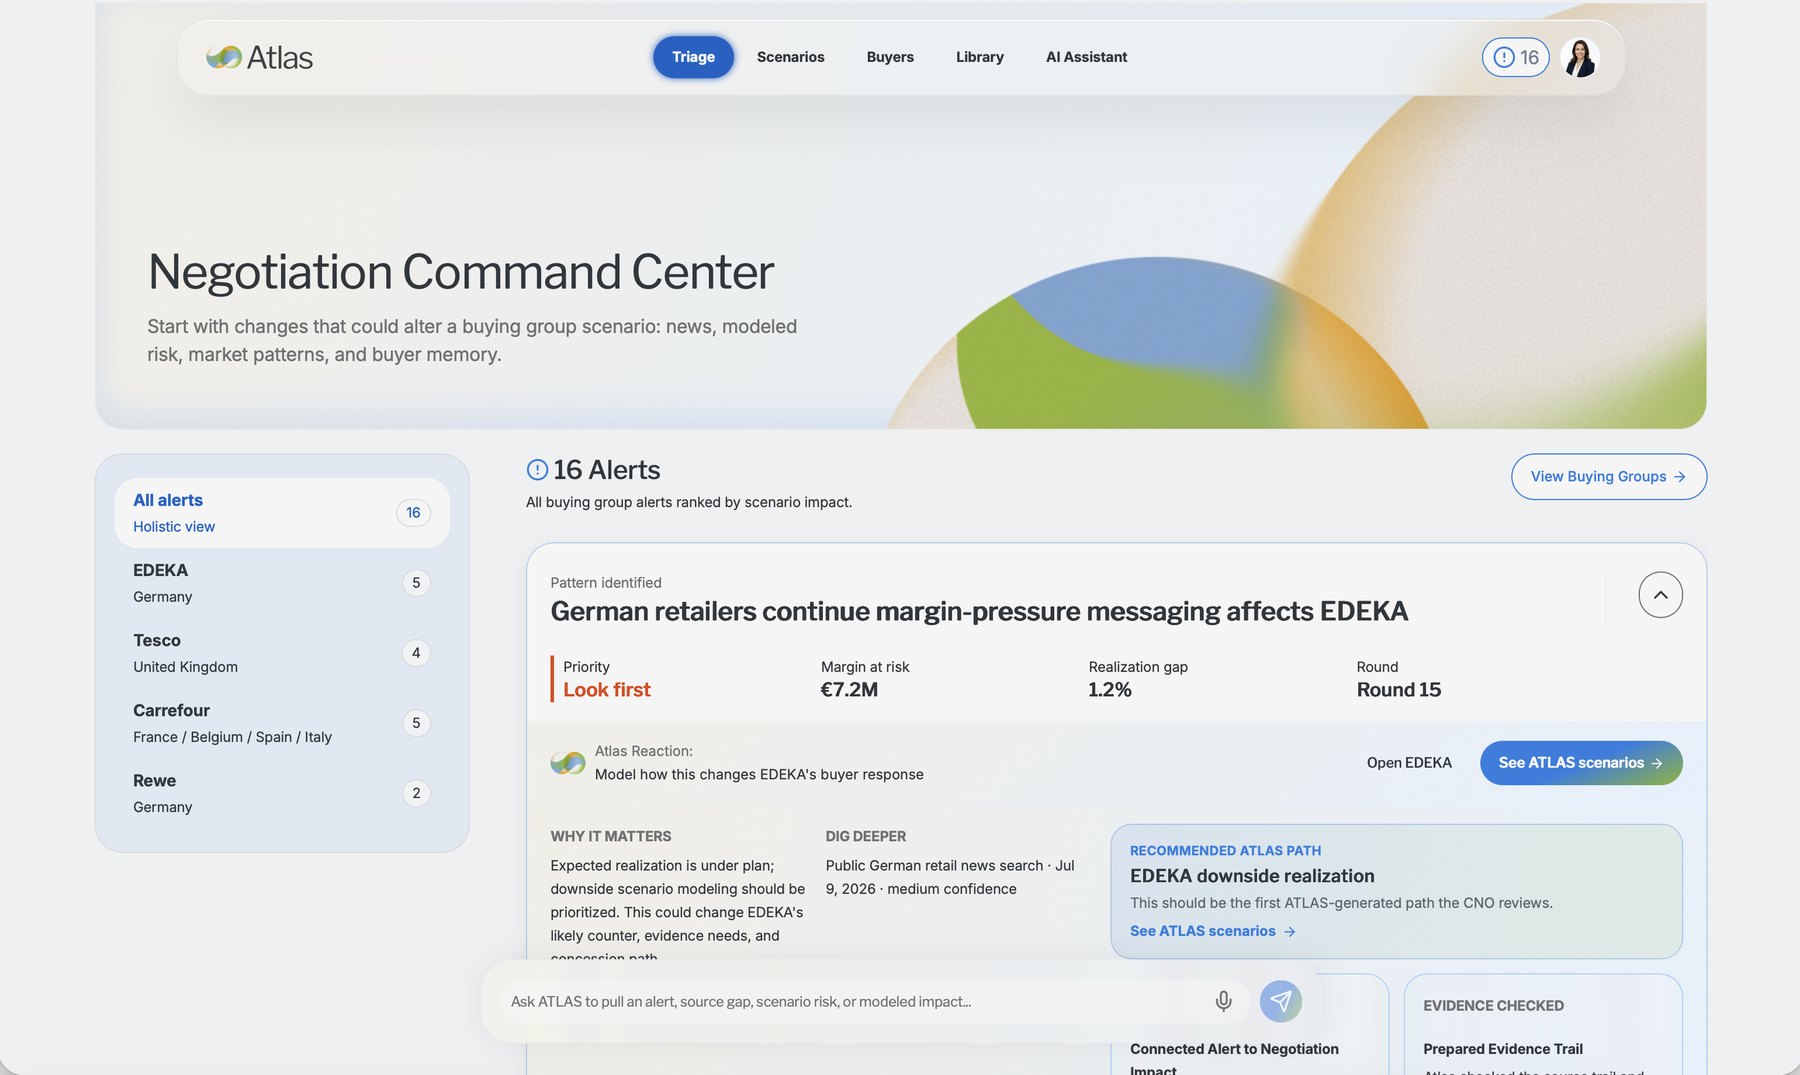 Atlas
Triage
Scenarios
Buyers
Library
AI Assistant
16
Negotiation Command Center
Start with changes that could alter a buying group scenario: news, modeled
risk, market patterns, and buyer memory.
All alerts
Holistic view
16
EDEKA
Germany
5
Tesco
United Kingdom
4
Carrefour
France / Belgium / Spain / Italy
5
Rewe
Germany
2
16 Alerts
All buying group alerts ranked by scenario impact.
View Buying Groups →
Pattern identified
German retailers continue margin-pressure messaging affects EDEKA
Priority
Look first
Margin at risk
€7.2M
Realization gap
1.2%
Round
Round 15
Atlas Reaction:
Model how this changes EDEKA's buyer response
Open EDEKA
See ATLAS scenarios →
WHY IT MATTERS
Expected realization is under plan;
downside scenario modeling should be
prioritized. This could change EDEKA's
likely counter, evidence needs, and
concession path
DIG DEEPER
Public German retail news search · Jul
9, 2026 · medium confidence
RECOMMENDED ATLAS PATH
EDEKA downside realization
This should be the first ATLAS-generated path the CNO reviews.
See ATLAS scenarios →
Ask ATLAS to pull an alert, source gap, scenario risk, or modeled impact...
Connected Alert to Negotiation
Impact
EVIDENCE CHECKED
Prepared Evidence Trail
Atlas checked the source trail and